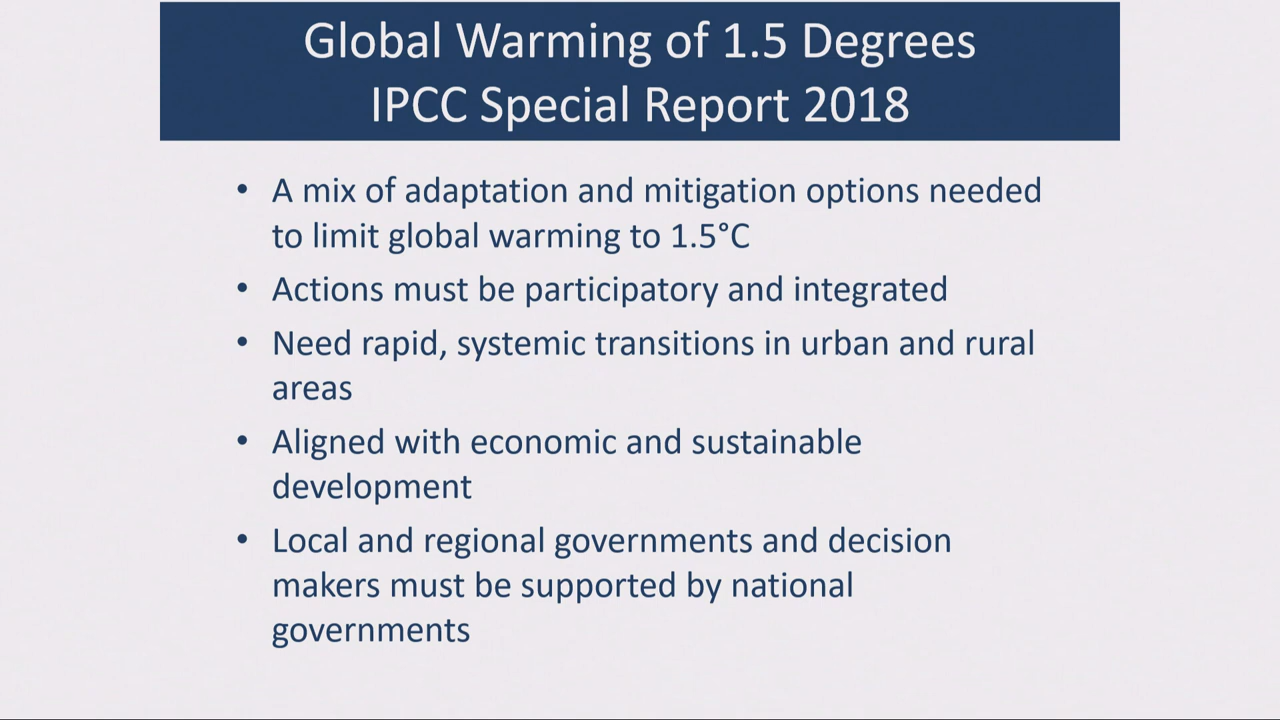 Global Warming of 1.5 Degrees
IPCC Special Report 2018
• A mix of adaptation and mitigation options needed
to limit global warming to 1.5°C
• Actions must be participatory and integrated
• Need rapid, systemic transitions in urban and rural
areas
• Aligned with economic and sustainable
development
• Local and regional governments and decision
makers must be supported by national
governments